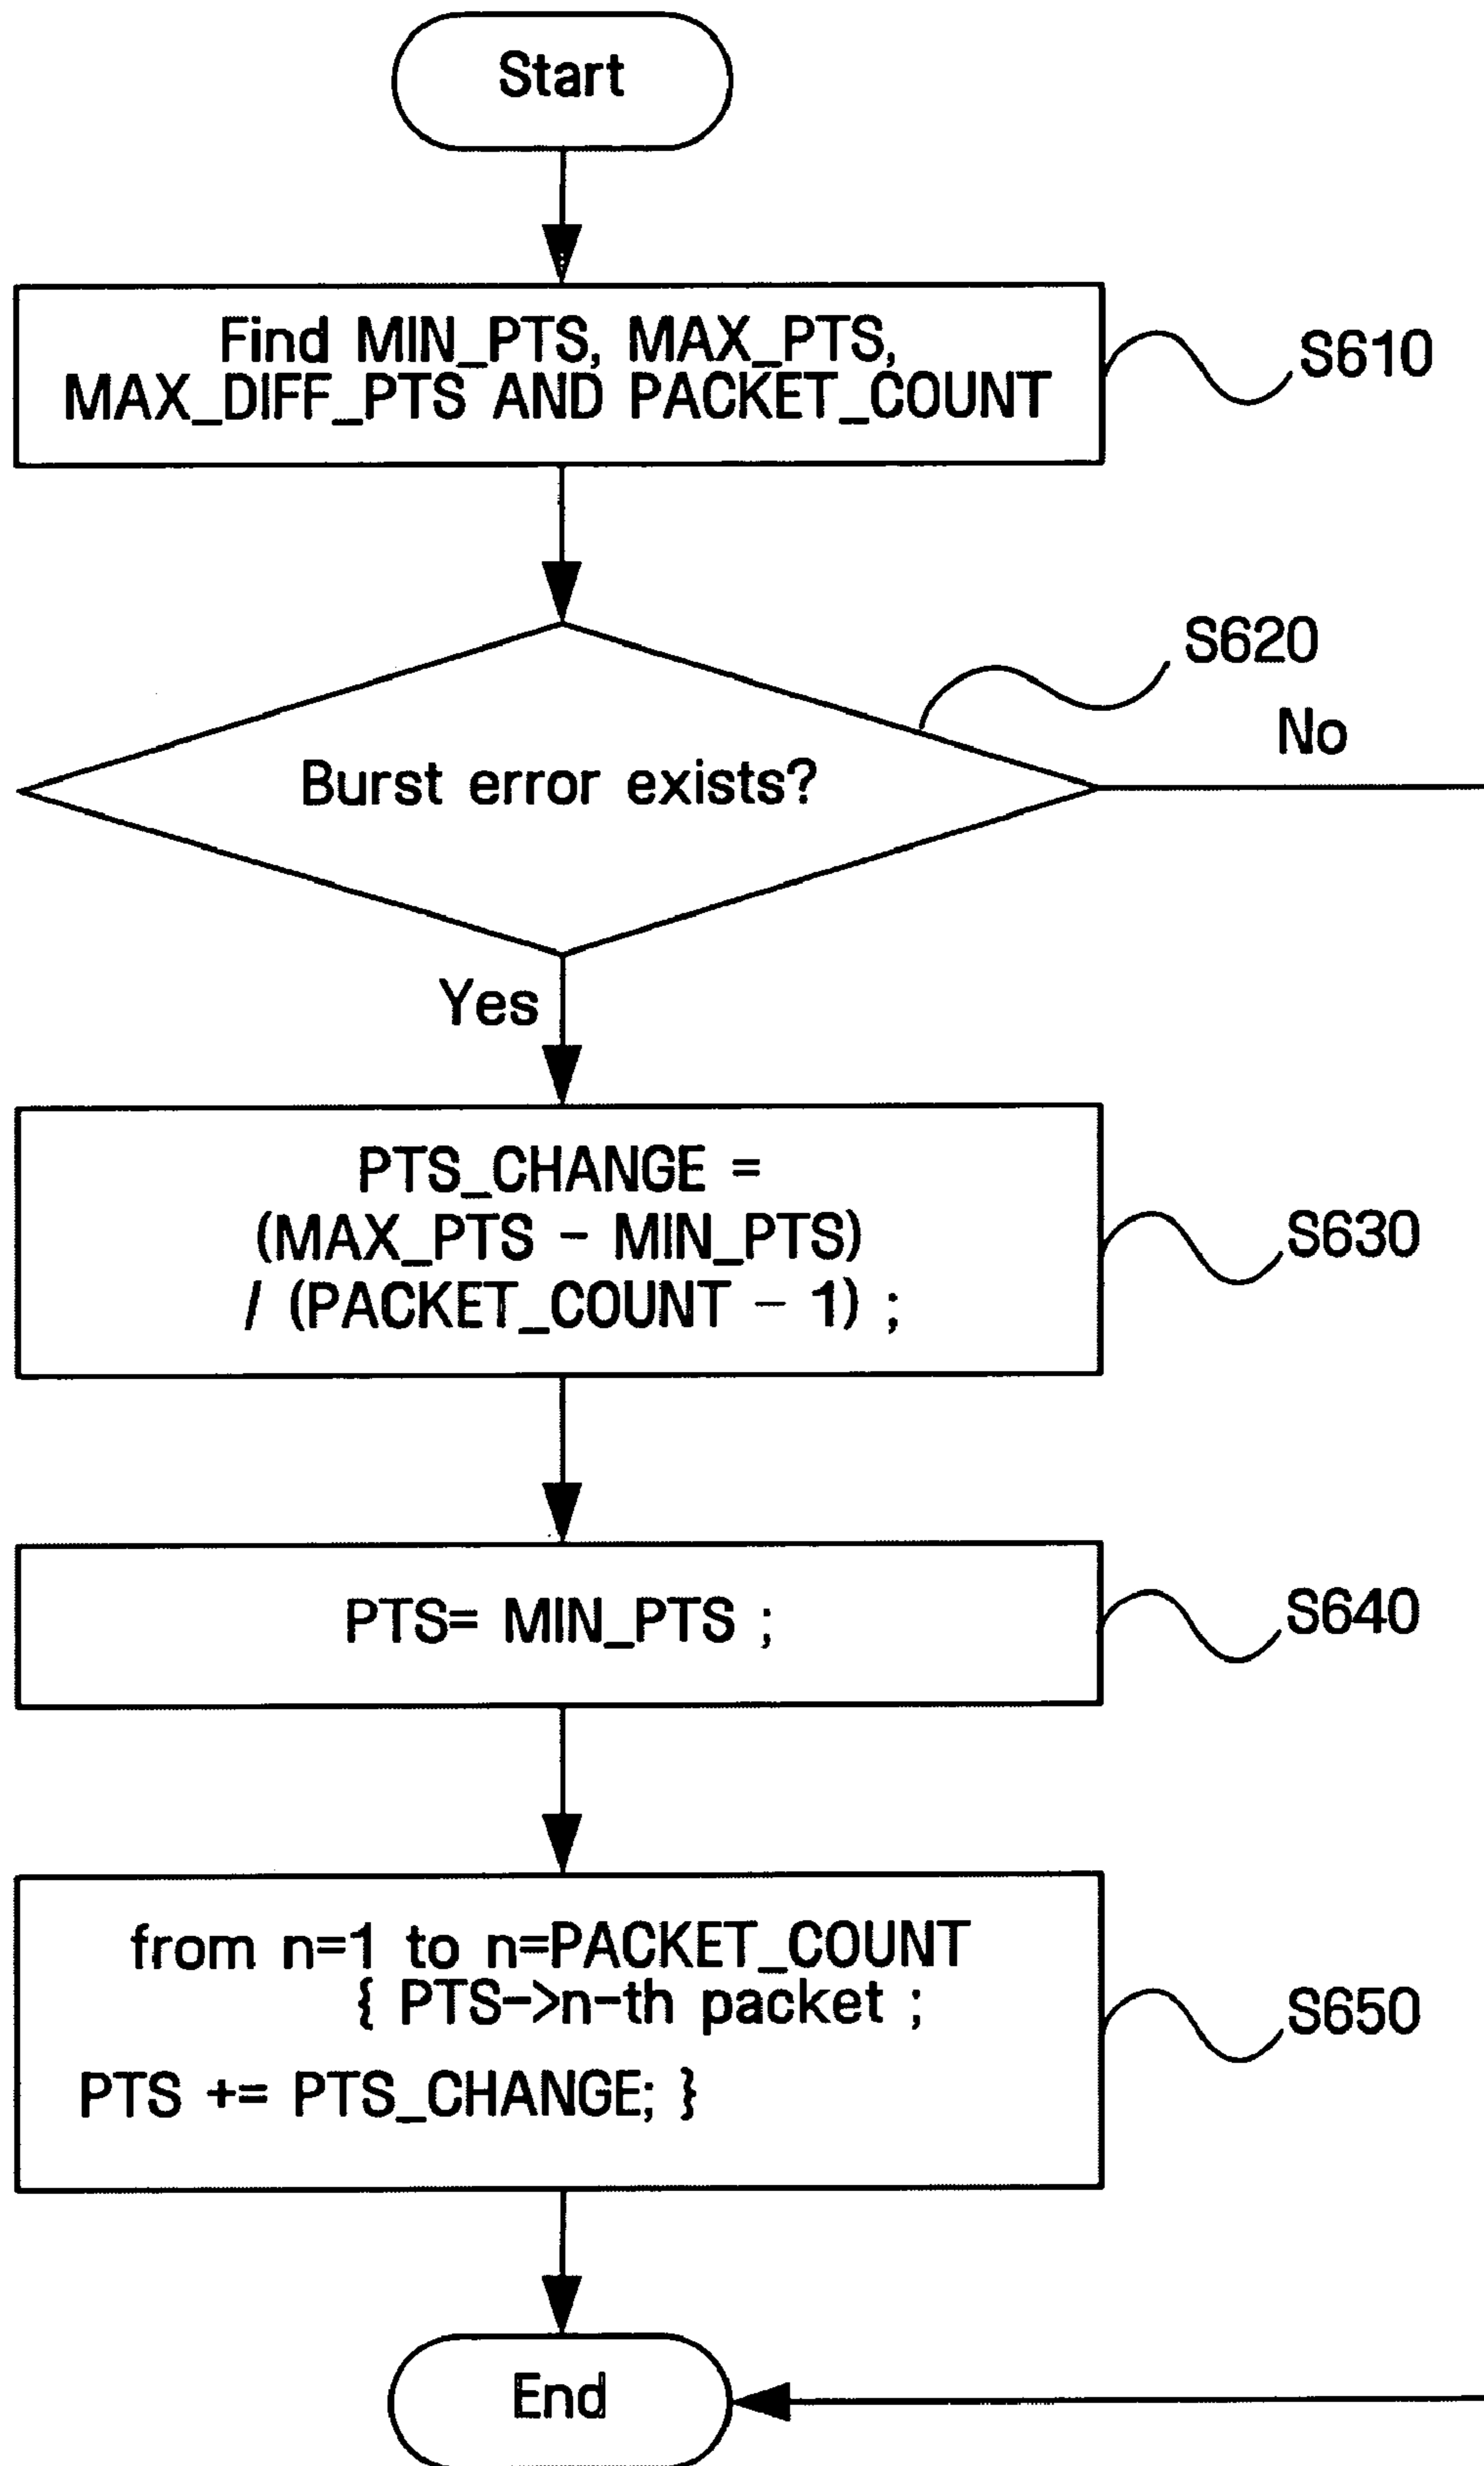 Start
Find MIN_PTS, MAX_PTS,
MAX_DIFF_PTS AND PACKET_COUNT
S610
S620
No
Burst error exists?
Yes
PTS_CHANGE =
(MAX_PTS - MIN_PTS)
/ (PACKET_COUNT - 1) ;
S630
PTS= MIN_PTS ;
S640
from n=1 to n=PACKET_COUNT
{ PTS->n-th packet ;
PTS += PTS_CHANGE; }
S650
End